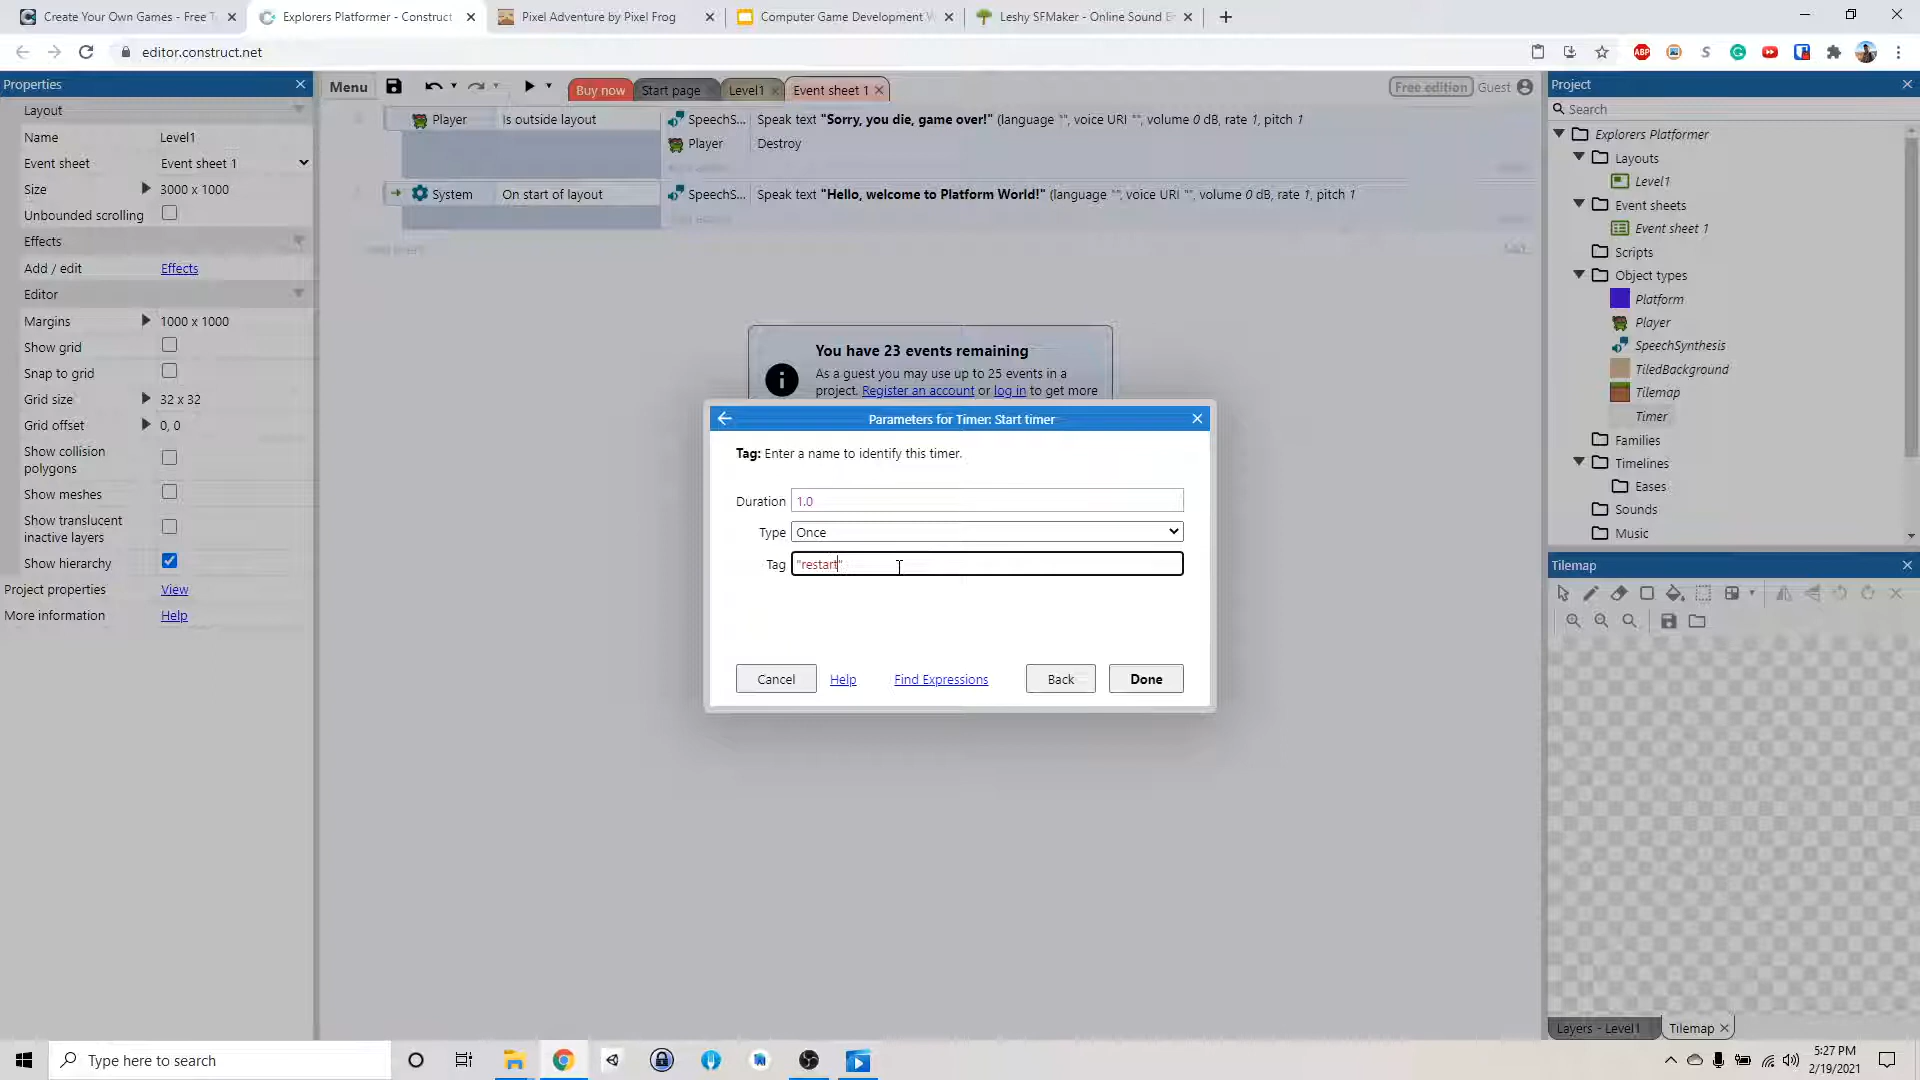 Create Your Own Games - Free T
Explorers Platformer - Construct
Pixel Adventure by Pixel Frog
Computer Game Development W
Leshy SFMaker - Online Sound E
editor.construct.net
ABP
Properties
Layout
Name Level1
Event sheet Event sheet 1
Size 3000 x 1000
Unbounded scrolling
Effects
Add / edit Effects
Editor
Margins 1000 x 1000
Show grid
Snap to grid
Grid size 32 x 32
Grid offset 0, 0
Show collision
polygons
Show meshes
Show translucent
inactive layers
Show hierarchy
Project properties View
More information Help
Menu
Buy now
Start page
Level1
Event sheet 1
Free edition
Guest
Player Is outside layout
SpeechS... Speak text "Sorry, you die, game over!" (language "", voice URI "", volume 0 dB, rate 1, pitch 1
Player Destroy
System On start of layout
SpeechS... Speak text "Hello, welcome to Platform World!" (language "", voice URI "", volume 0 dB, rate 1, pitch 1
You have 23 events remaining
As a guest you may use up to 25 events in a
project. Register an account or log in to get more
Parameters for Timer: Start timer
Tag: Enter a name to identify this timer.
Duration 1.0
Type Once
Tag "restart"
Cancel
Help
Find Expressions
Back
Done
Project
Search
Explorers Platformer
Layouts
Level1
Event sheets
Event sheet 1
Scripts
Object types
Platform
Player
SpeechSynthesis
TiledBackground
Tilemap
Timer
Families
Timelines
Eases
Sounds
Music
Tilemap
Layers - Level1
Tilemap
Type here to search
5:27 PM
2/19/2021